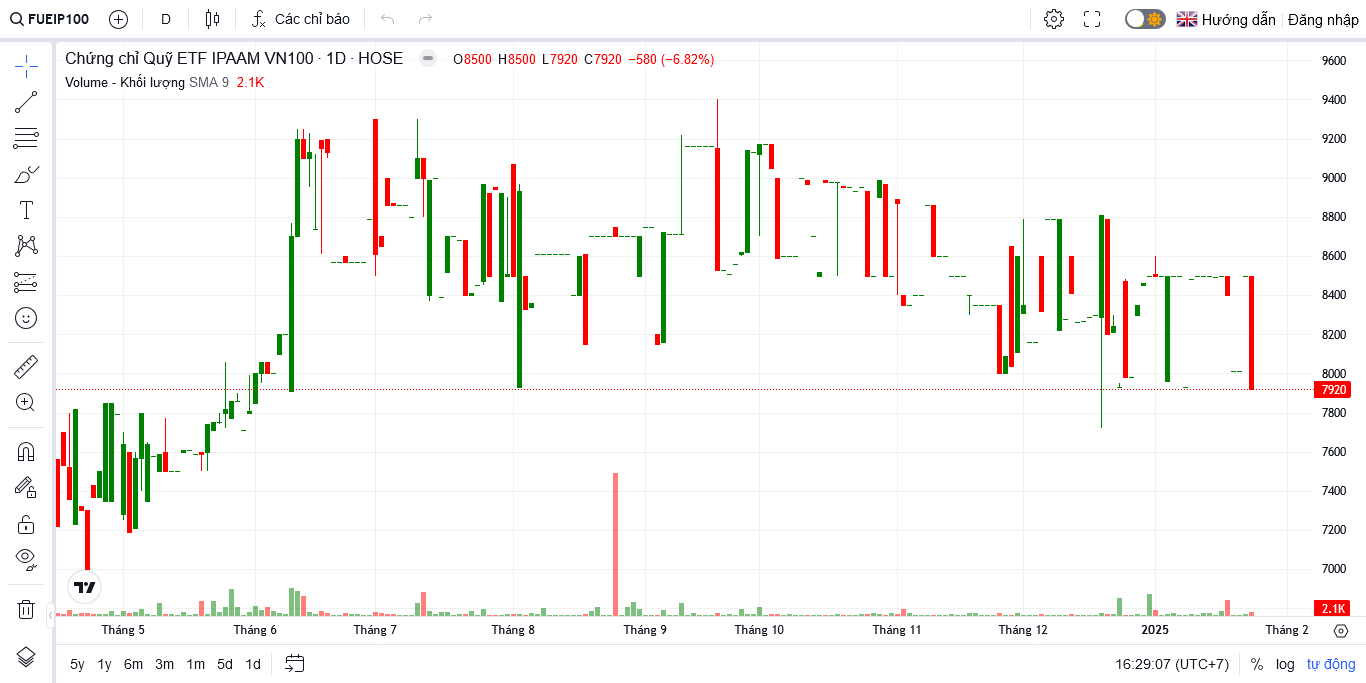 FUEIP100 D Các chỉ báo Hướng dẫn Đăng nhập
Chứng chỉ Quỹ ETF IPAAM VN100 · 1D · HOSE O8500 H8500 L7920 C7920 −580 (−6.82%)
Volume - Khối lượng SMA 9 2.1K
9600
9400
9200
9000
8800
8600
8400
8200
8000
7920
7800
7600
7400
7200
7000
2.1K
Tháng 5 Tháng 6 Tháng 7 Tháng 8 Tháng 9 Tháng 10 Tháng 11 Tháng 12 2025 Tháng 2
5y 1y 6m 3m 1m 5d 1d 16:29:07 (UTC+7) % log tự động